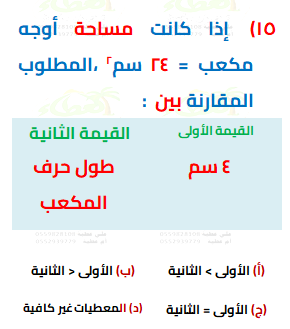 ١٥) إذا كانت مساحة أوجه
مكعب = ٢٤ سم٢ ،المطلوب
المقارنة بين :
القيمة الأولى
القيمة الثانية
٤ سم
طول حرف
المكعب
(أ) الأولى > الثانية
(ب) الأولى < الثانية
(ج) الأولى = الثانية
(د) المعطيات غير كافية